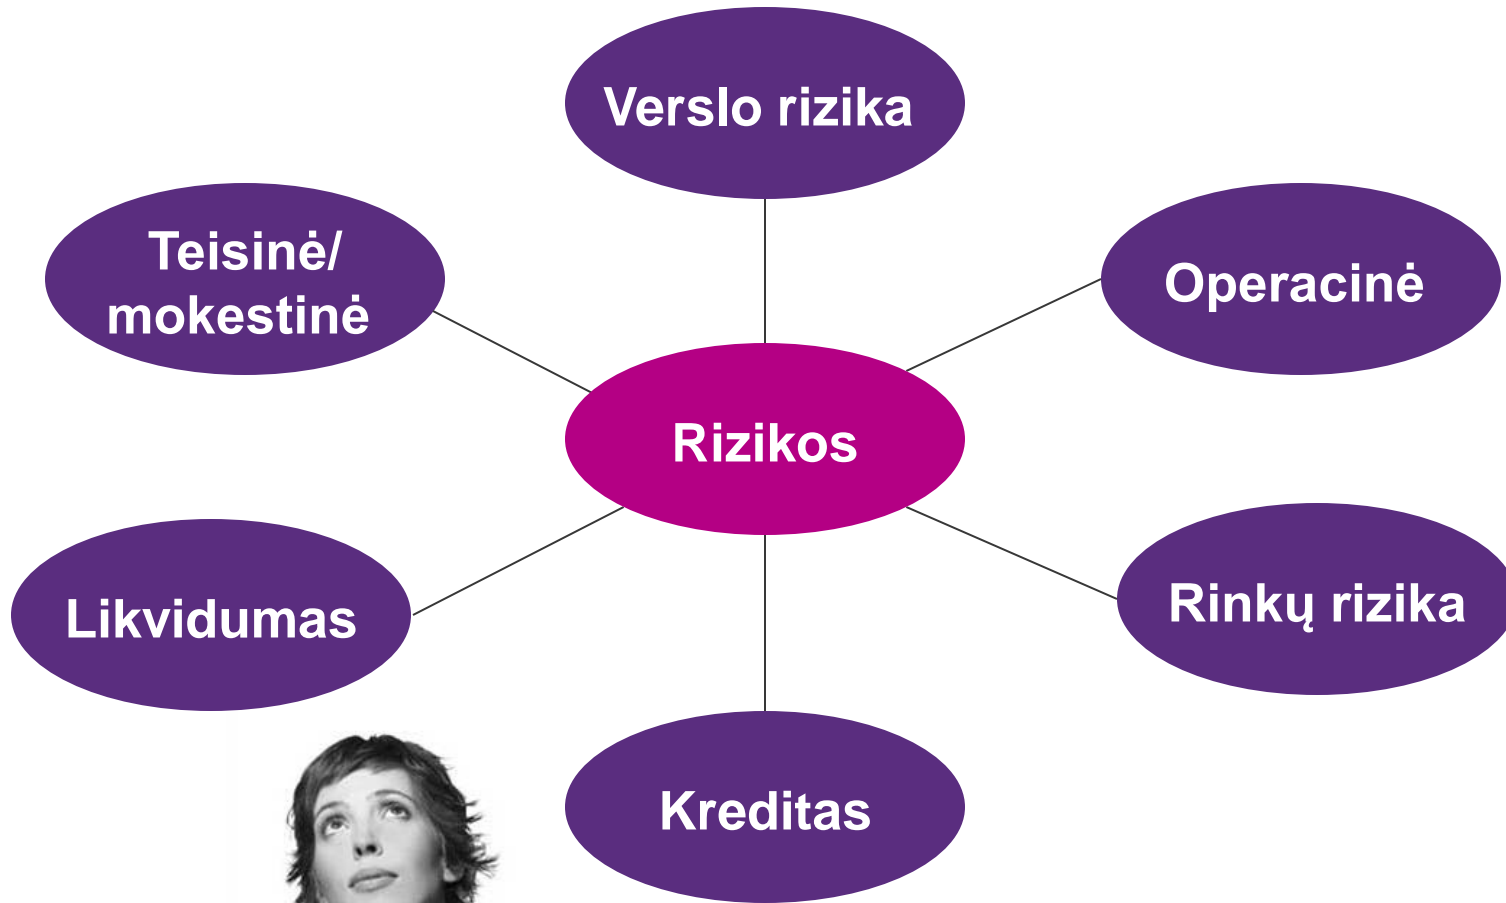 Verslo rizika
Teisinė/
mokestinė
Operacinė
Rizikos
Likvidumas
Rinkų rizika
Kreditas